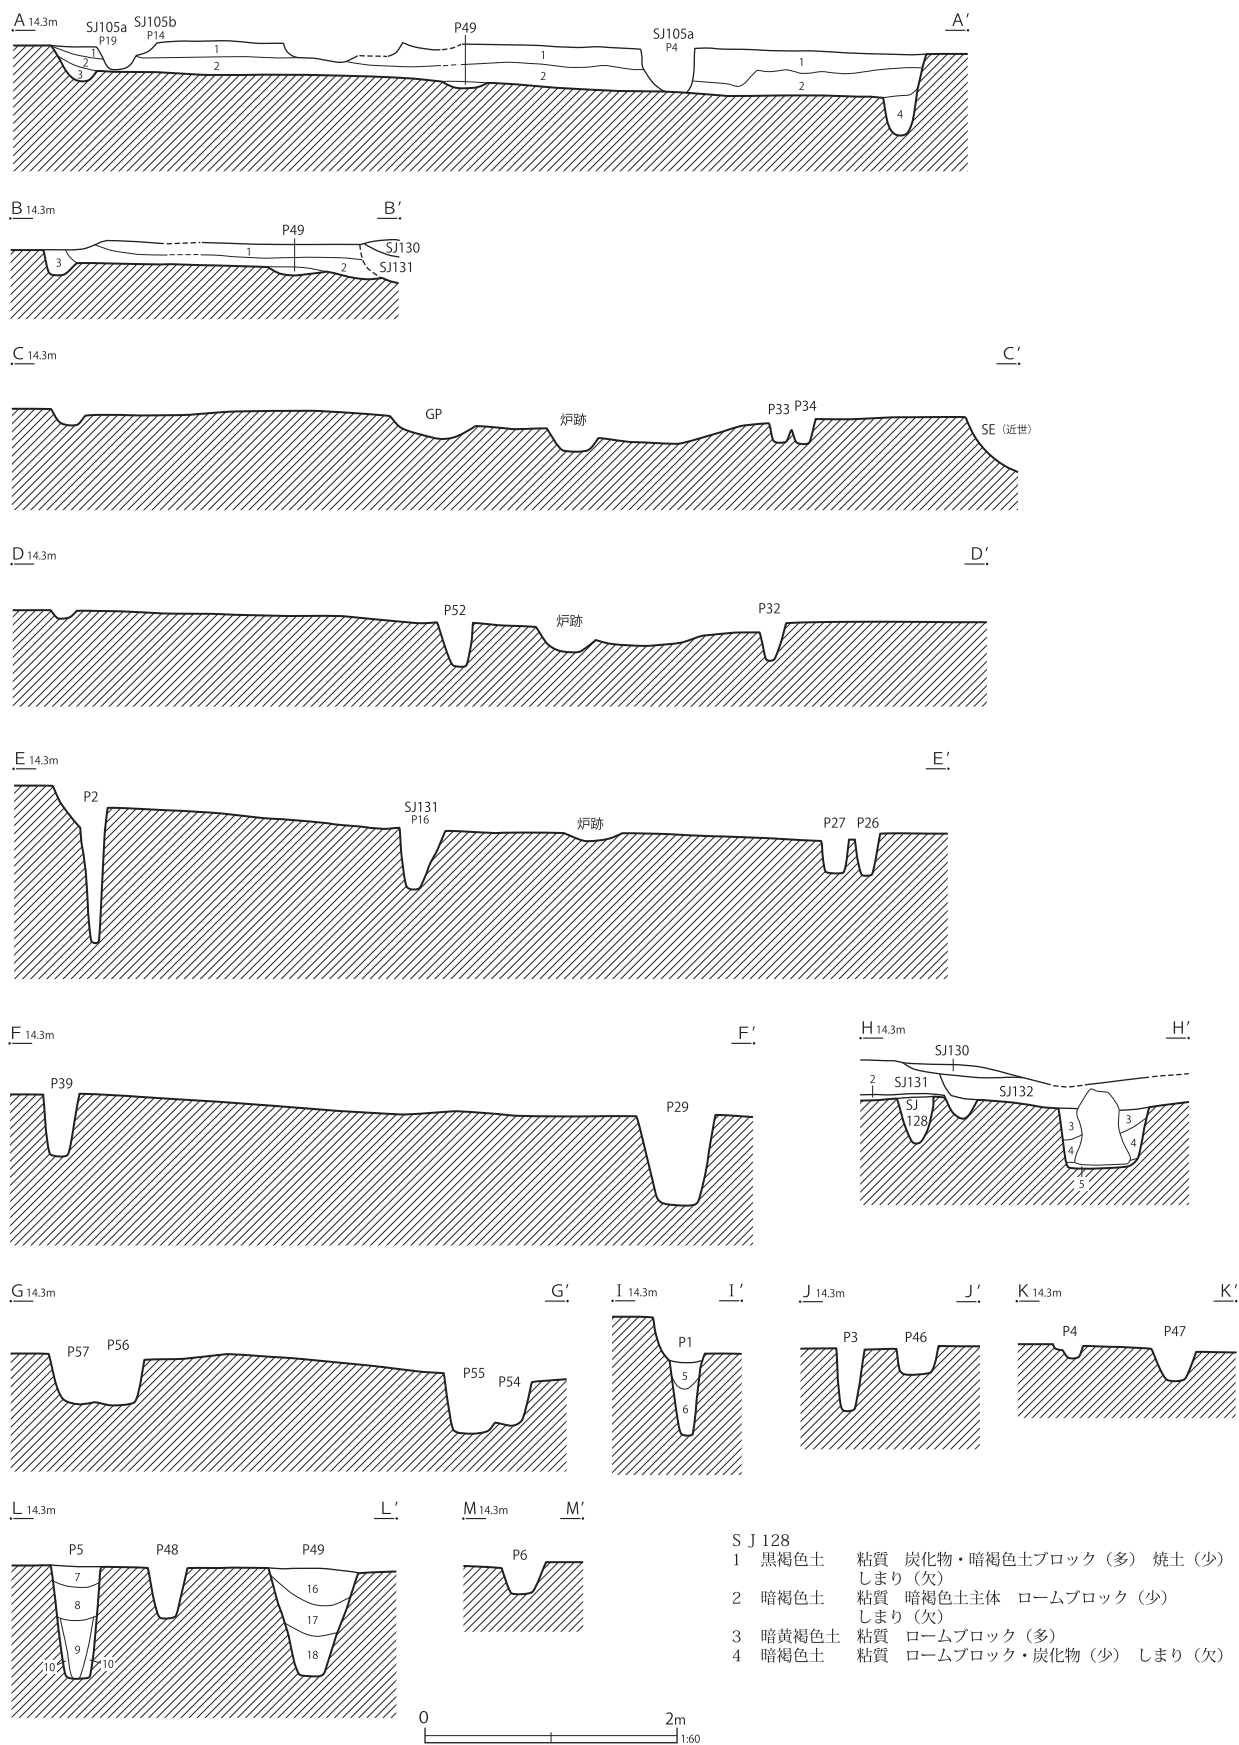 A 14.3m A′
SJ105a SJ105b P49 SJ105a
P19 P14 P4
1 1 1 1
2 2 2 2
3
4
B 14.3m B′
P49
SJ130
1
SJ131
2
3
C 14.3m C′
GP 炉跡 P33 P34 SE（近世）
D 14.3m D′
P52 炉跡 P32
E 14.3m E′
P2 SJ131 炉跡 P27 P26
P16
F 14.3m F′
P39 P29
H 14.3m H′
SJ130
2 SJ131 SJ132
SJ
128
3 3
4 4
5
G 14.3m G′
P57 P56 P55 P54
I 14.3m I′
P1
5
6
J 14.3m J′
P3 P46
K 14.3m K′
P4 P47
L 14.3m L′
P5 P48 P49
7 16
8 17
9 18
10 10
M 14.3m M′
P6
SJ128
1 黒褐色土 粘質 炭化物・暗褐色土ブロック（多） 焼土（少）
しまり（欠）
2 暗褐色土 粘質 暗褐色土主体 ロームブロック（少）
しまり（欠）
3 暗黄褐色土 粘質 ロームブロック（多）
4 暗褐色土 粘質 ロームブロック・炭化物（少） しまり（欠）
0 2m
1:60